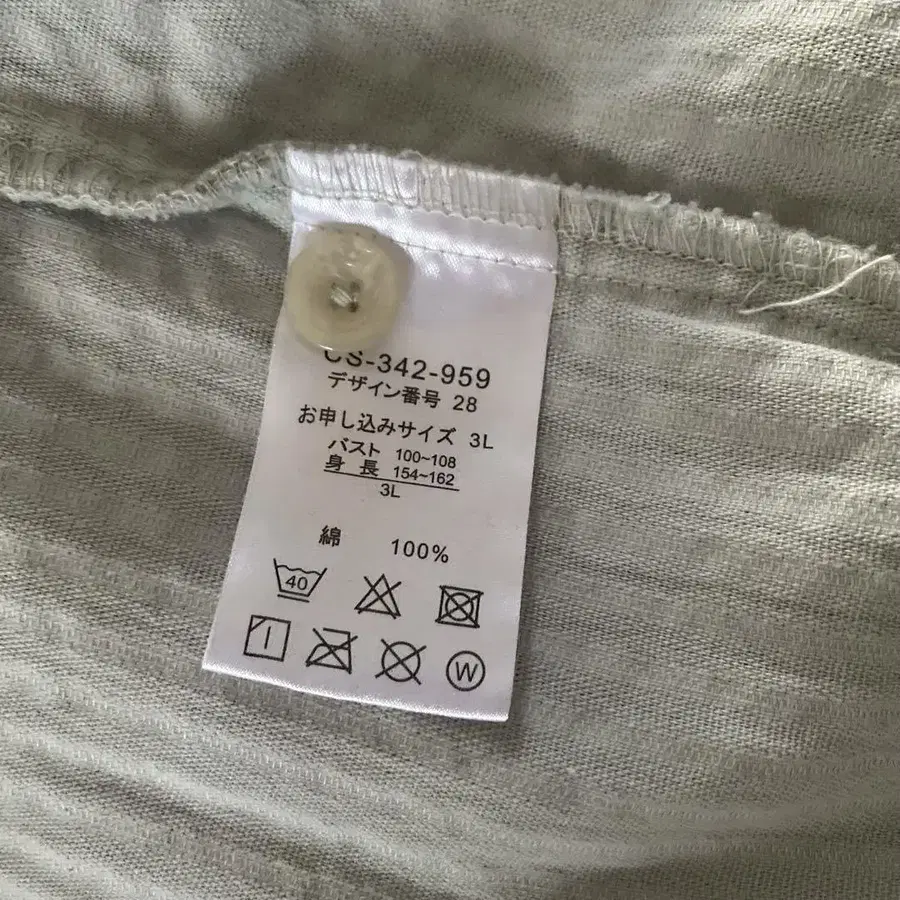 CS-342-959
デザイン番号 28
お申し込みサイズ 3L
バスト 100~108
身長 154~162
3L
綿 100%
40
W